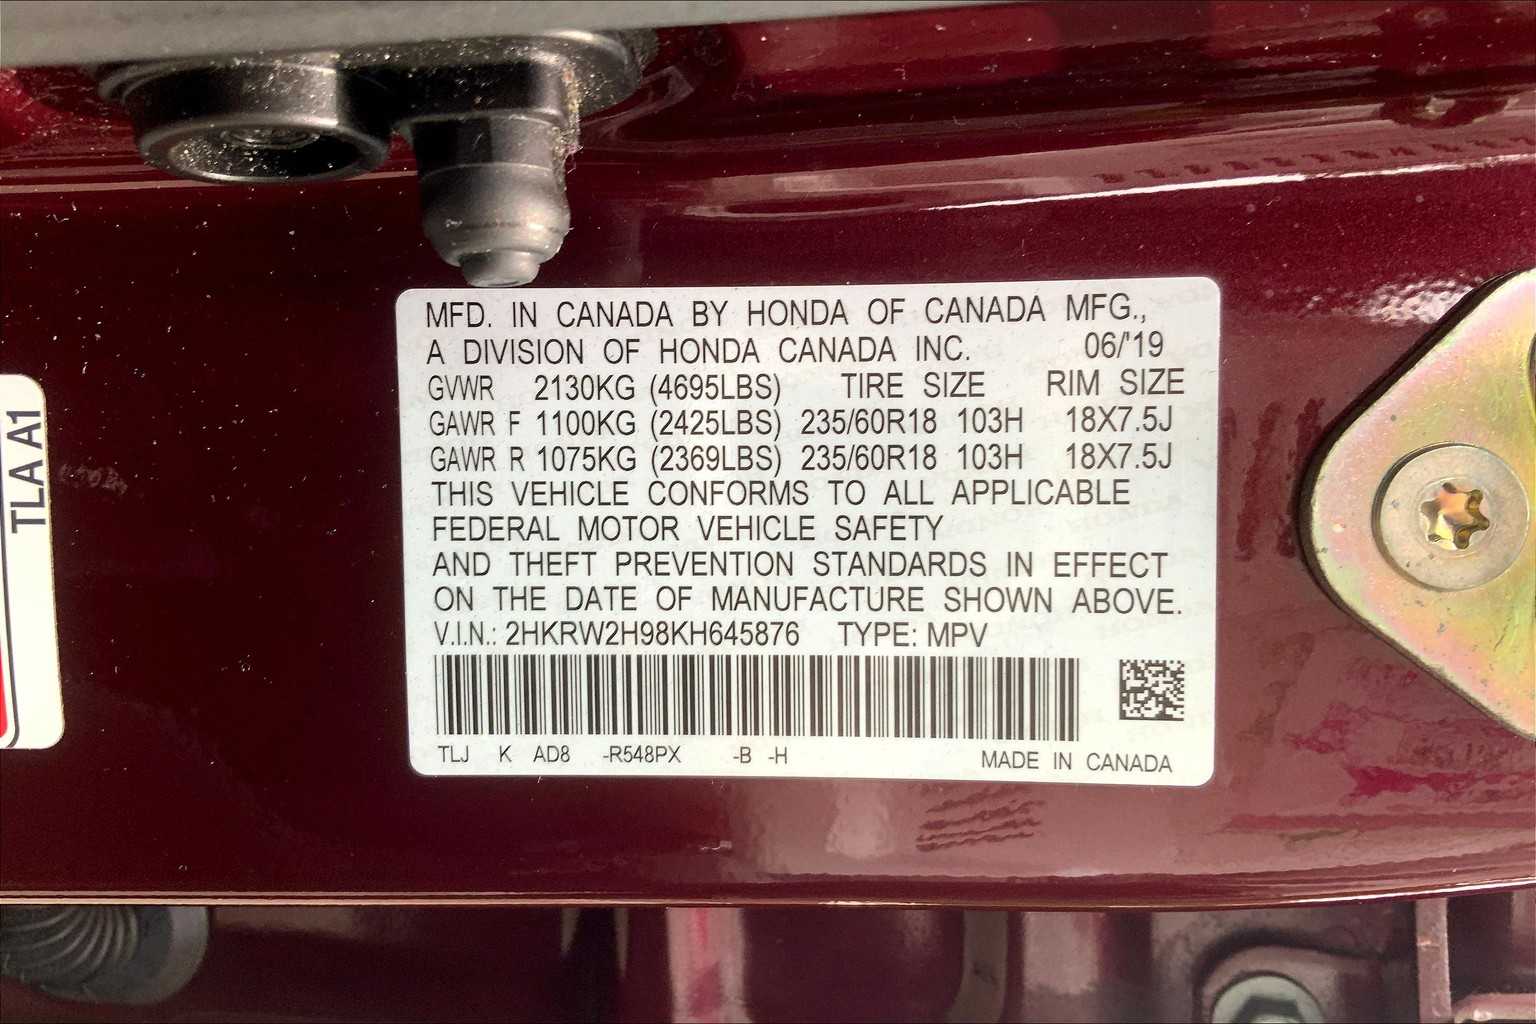 MFD. IN CANADA BY HONDA OF CANADA MFG.,
A DIVISION OF HONDA CANADA INC. 06/'19
GVWR 2130KG (4695LBS) TIRE SIZE RIM SIZE
GAWR F 1100KG (2425LBS) 235/60R18 103H 18X7.5J
GAWR R 1075KG (2369LBS) 235/60R18 103H 18X7.5J
THIS VEHICLE CONFORMS TO ALL APPLICABLE
FEDERAL MOTOR VEHICLE SAFETY
AND THEFT PREVENTION STANDARDS IN EFFECT
ON THE DATE OF MANUFACTURE SHOWN ABOVE.
V.I.N.: 2HKRW2H98KH645876 TYPE: MPV
TLJ K AD8 -R548PX -B -H MADE IN CANADA
TLA A1